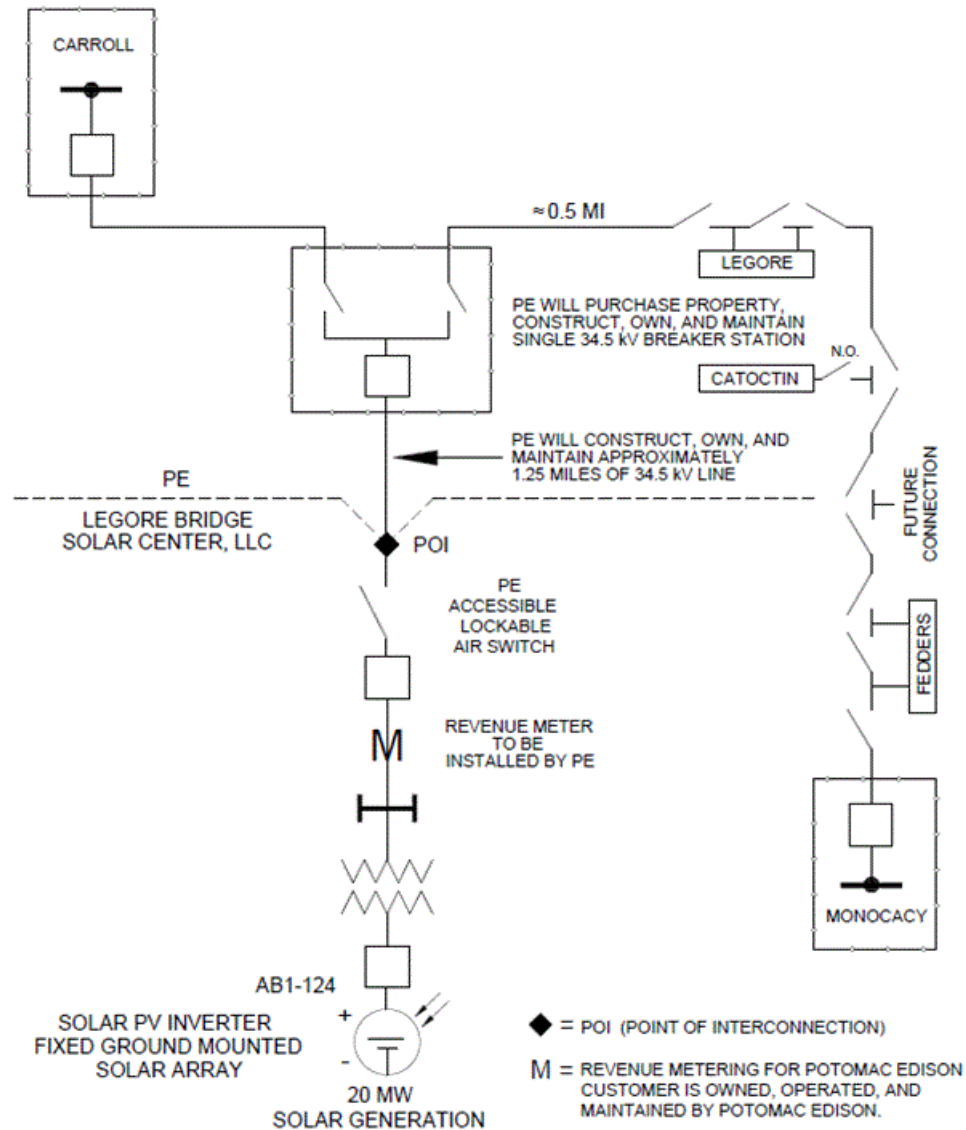 CARROLL
≈0.5 MI
LEGORE
PE WILL PURCHASE PROPERTY,
CONSTRUCT, OWN, AND MAINTAIN
SINGLE 34.5 kV BREAKER STATION
N.O.
CATOCTIN
PE WILL CONSTRUCT, OWN, AND
MAINTAIN APPROXIMATELY
1.25 MILES OF 34.5 kV LINE
PE
LEGORE BRIDGE
SOLAR CENTER, LLC
POI
FUTURE
CONNECTION
PE
ACCESSIBLE
LOCKABLE
AIR SWITCH
FEDDERS
M
REVENUE METER
TO BE
INSTALLED BY PE
MONOCACY
AB1-124
+
-
SOLAR PV INVERTER
FIXED GROUND MOUNTED
SOLAR ARRAY
20 MW
SOLAR GENERATION
= POI (POINT OF INTERCONNECTION)
M = REVENUE METERING FOR POTOMAC EDISON
CUSTOMER IS OWNED, OPERATED, AND
MAINTAINED BY POTOMAC EDISON.